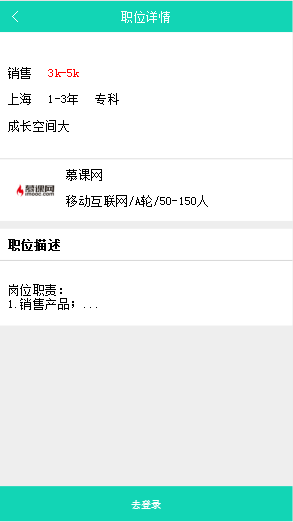 职位详情
销售 3k-5k
上海 1-3年 专科
成长空间大
慕课网
慕课网
imooc.com
移动互联网/A轮/50-150人
职位描述
岗位职责：
1.销售产品；...
去登录